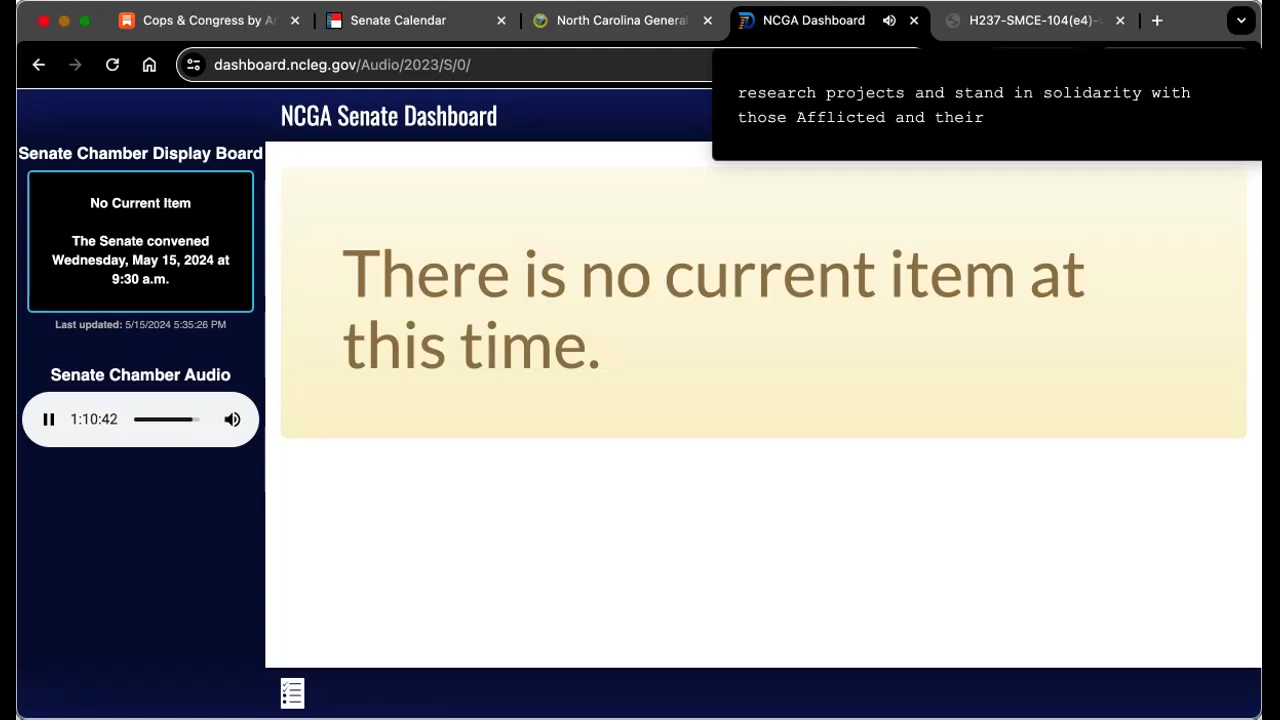 Cops & Congress by Ar
Senate Calendar
North Carolina General
NCGA Dashboard
H237-SMCE-104(e4)-
dashboard.ncleg.gov/Audio/2023/S/0/
research projects and stand in solidarity with
those Afflicted and their
NCGA Senate Dashboard
Senate Chamber Display Board
No Current Item
The Senate convened
Wednesday, May 15, 2024 at
9:30 a.m.
Last updated: 5/15/2024 5:35:26 PM
Senate Chamber Audio
1:10:42
There is no current item at
this time.